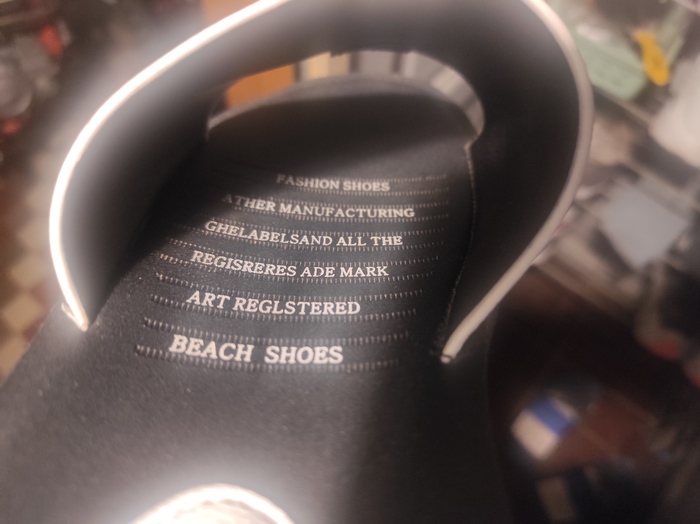 FASHION SHOES
ATHER MANUFACTURING
GHELABELSAND ALL THE
REGISRERES ADE MARK
ART REGLSTERED
BEACH SHOES